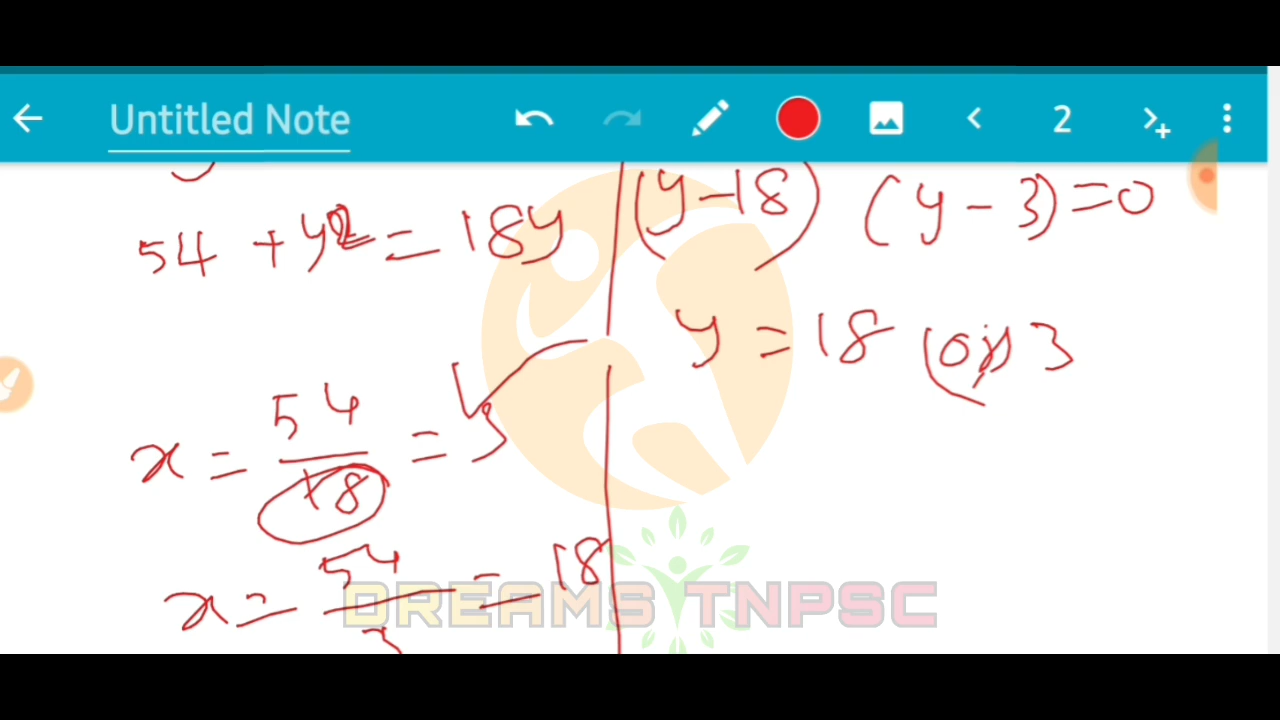 Untitled Note
2
54 + y2 = 18y
x = 54/18 = 3
x = 54/3 = 18
(y - 18) (y - 3) = 0
y = 18 (or) 3
DREAMS TNPSC